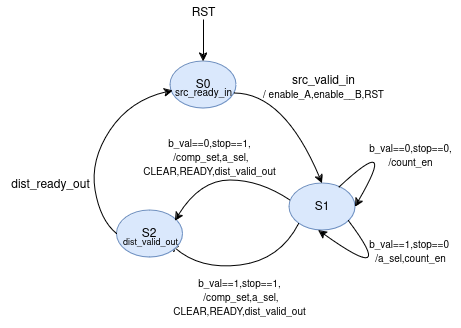 RST
S0
src_ready_in
src_valid_in
/ enable_A,enable__B,RST
b_val==0,stop==1,
/comp_set,a_sel,
CLEAR,READY,dist_valid_out
b_val==0,stop==0,
/count_en
dist_ready_out
S1
S2
dist_valid_out
b_val==1,stop==0
/a_sel,count_en
b_val==1,stop==1,
/comp_set,a_sel,
CLEAR,READY,dist_valid_out